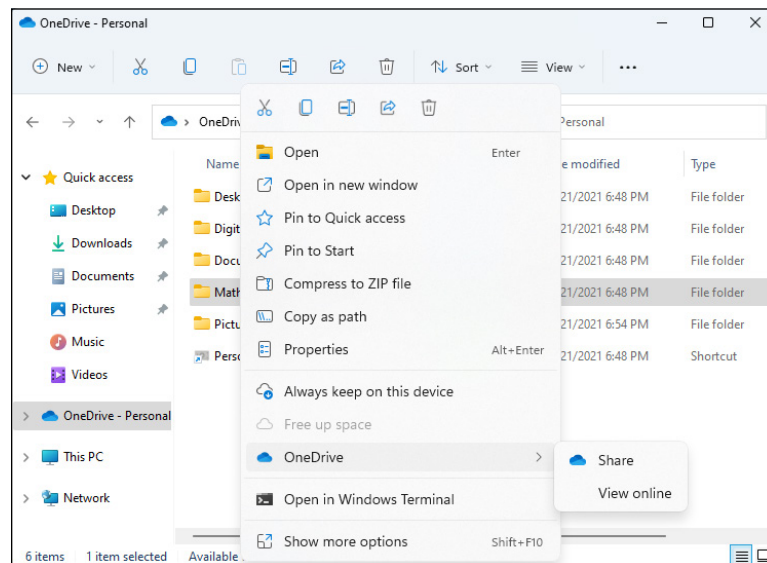 OneDrive - Personal
New
Sort
View
OneDriv
Personal
Name
e modified
Type
Quick access
Desktop
Downloads
Documents
Pictures
Music
Videos
OneDrive - Personal
This PC
Network
Desk
21/2021 6:48 PM
File folder
Digit
21/2021 6:48 PM
File folder
Docu
21/2021 6:48 PM
File folder
Math
21/2021 6:48 PM
File folder
Pictu
21/2021 6:54 PM
File folder
Perso
21/2021 6:48 PM
Shortcut
Open Enter
Open in new window
Pin to Quick access
Pin to Start
Compress to ZIP file
Copy as path
Properties Alt+Enter
Always keep on this device
Free up space
OneDrive
Share
View online
Open in Windows Terminal
Show more options Shift+F10
6 items 1 item selected Available